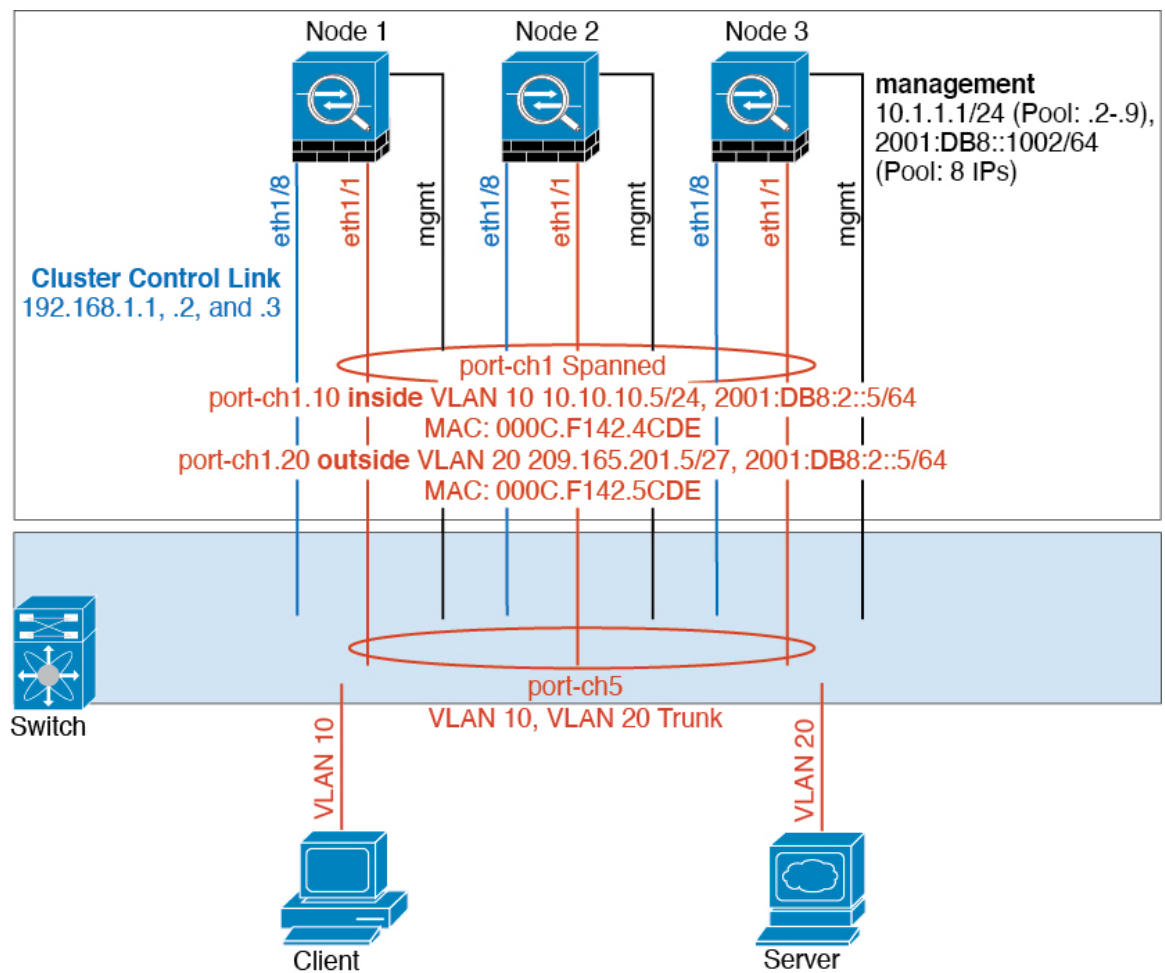 Node 1
Node 2
Node 3
management
10.1.1.1/24 (Pool: .2-.9),
2001:DB8::1002/64
(Pool: 8 IPs)
eth1/8
eth1/1
mgmt
eth1/8
eth1/1
mgmt
eth1/8
eth1/1
mgmt
Cluster Control Link
192.168.1.1, .2, and .3
port-ch1 Spanned
port-ch1.10 inside VLAN 10 10.10.10.5/24, 2001:DB8:2::5/64
MAC: 000C.F142.4CDE
port-ch1.20 outside VLAN 20 209.165.201.5/27, 2001:DB8:2::5/64
MAC: 000C.F142.5CDE
port-ch5
VLAN 10, VLAN 20 Trunk
Switch
VLAN 10
VLAN 20
Client
Server